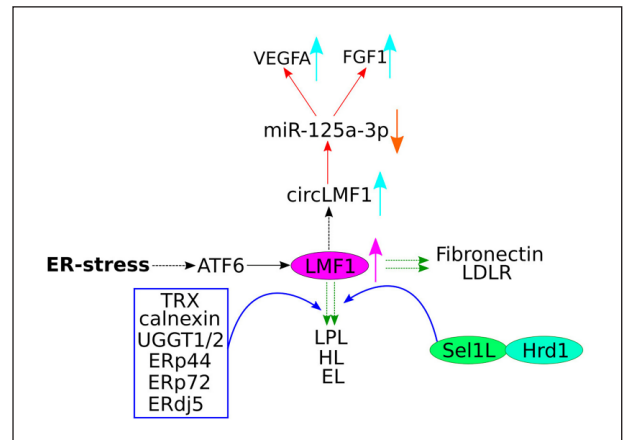 VEGFA FGF1
miR-125a-3p
circLMF1
ER-stress ATF6 LMF1
Fibronectin
LDLR
TRX
calnexin
UGGT1/2
ERp44
ERp72
ERdj5
LPL
HL
EL
Sel1L Hrd1